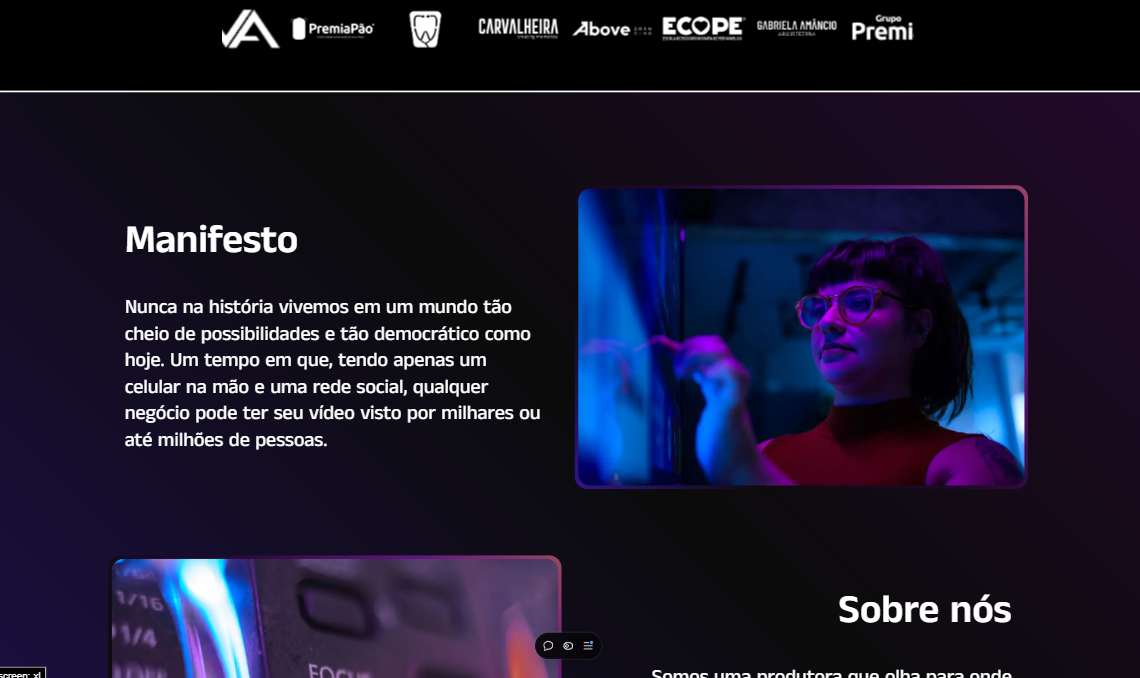 PremiaPão
CARVALHEIRA
Above
ECOPE
GABRIELA AMÂNCIO
ARQUITETURA
Grupo
Premi
Manifesto
Nunca na história vivemos em um mundo tão
cheio de possibilidades e tão democrático como
hoje. Um tempo em que, tendo apenas um
celular na mão e uma rede social, qualquer
negócio pode ter seu vídeo visto por milhares ou
até milhões de pessoas.
1/16
1/4
FOCUS
Sobre nós
Somos uma produtora que olha para onde
screen: xl